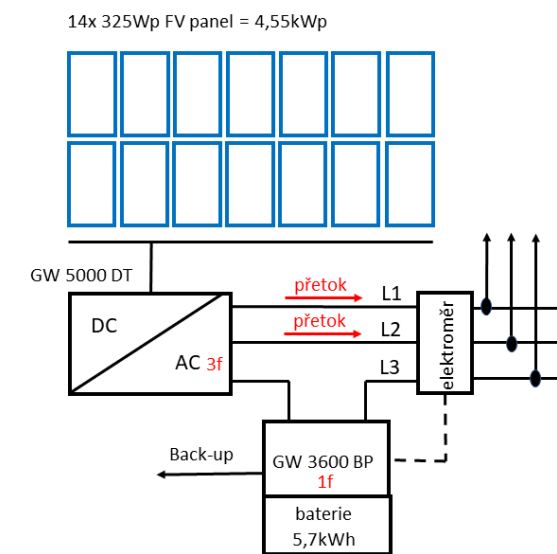 14x 325Wp FV panel = 4,55kWp
GW 5000 DT
DC
AC 3f
přetok
L1
přetok
L2
L3
elektroměr
Back-up
GW 3600 BP
1f
baterie
5,7kWh